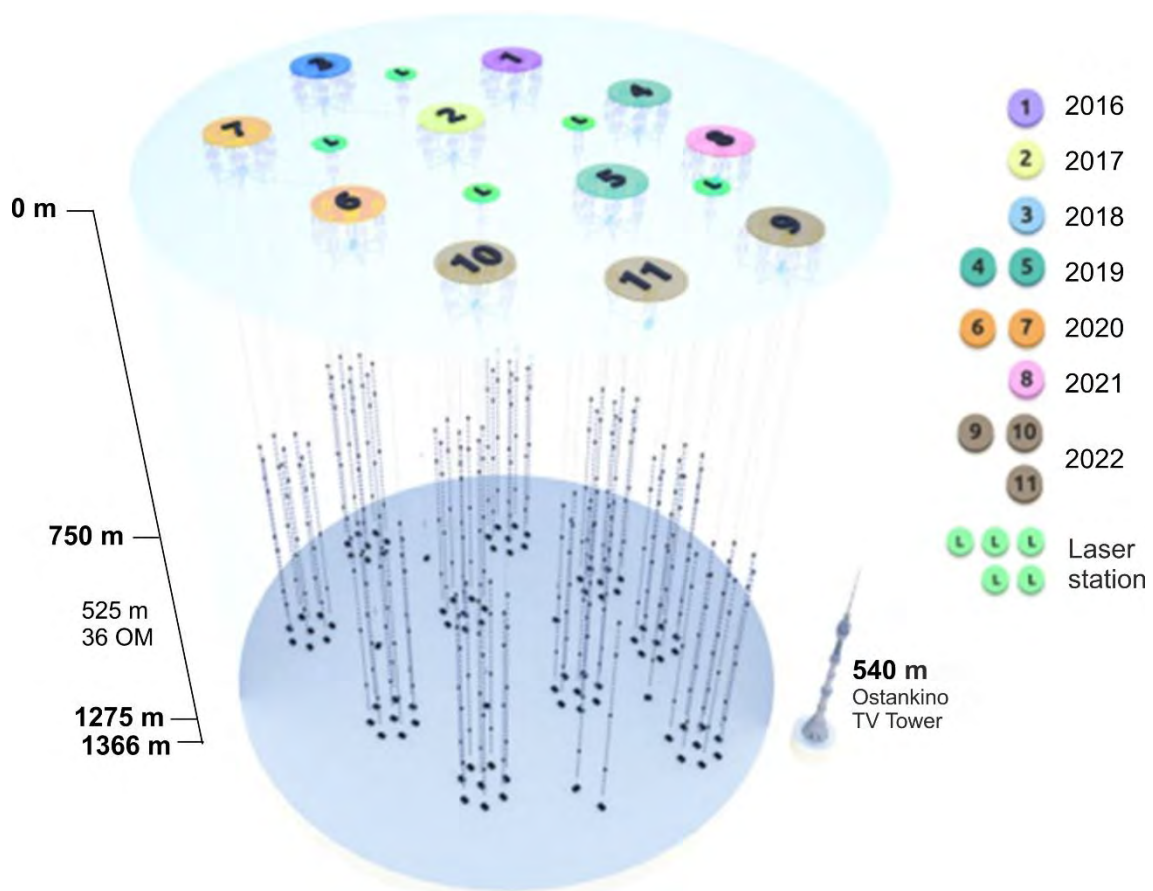 3
L
1
4
7
2
L
8
L
5
6
L
L
9
10
11
0 m
750 m
525 m
36 OM
1275 m
1366 m
1 2016
2 2017
3 2018
4 5 2019
6 7 2020
8 2021
9 10
11
2022
L L L
L L
Laser
station
540 m
Ostankino
TV Tower